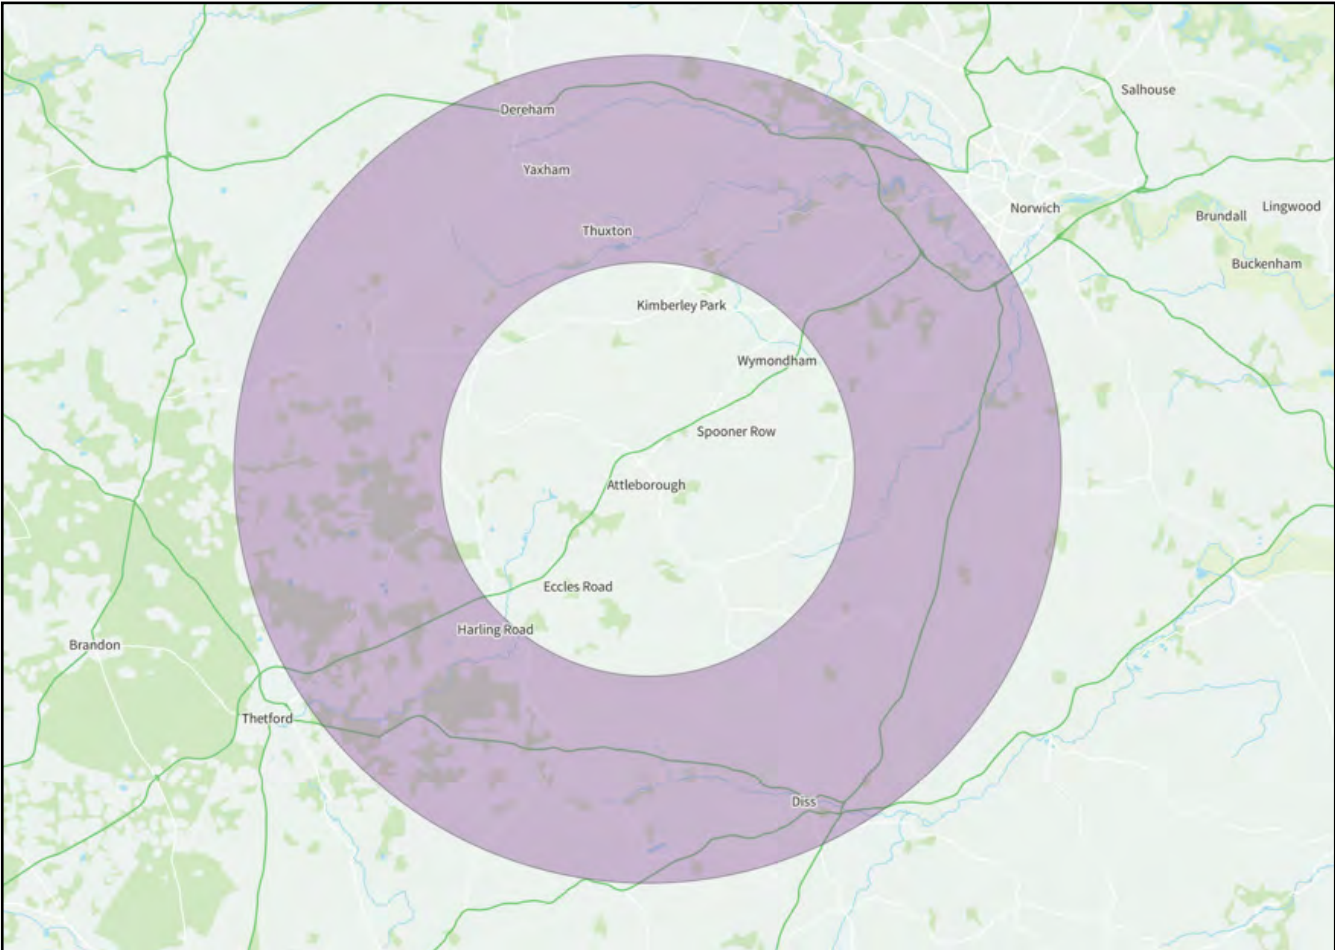 Salhouse
Dereham
Yaxham
Norwich
Lingwood
Brundall
Thuxton
Buckenham
Kimberley Park
Wymondham
Spooner Row
Attleborough
Eccles Road
Harling Road
Brandon
Thetford
Diss